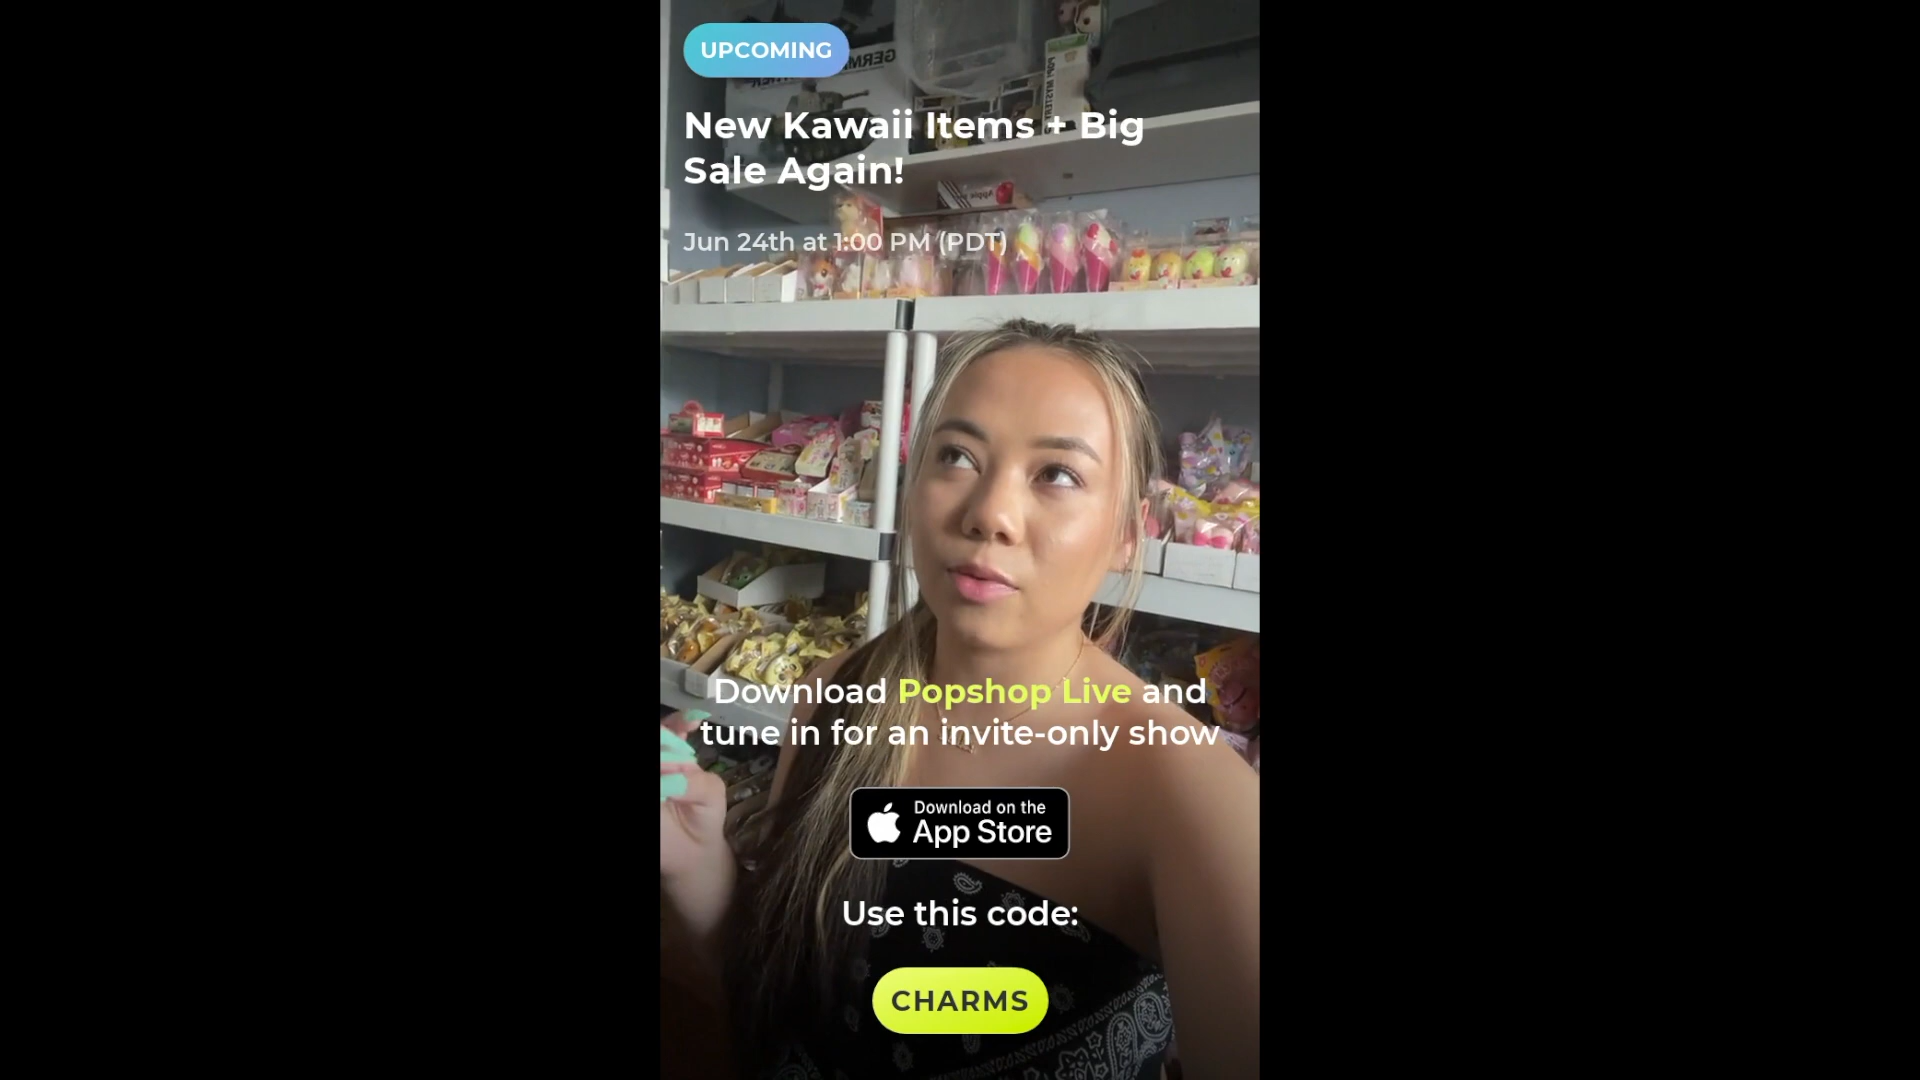 UPCOMING
New Kawaii Items + Big
Sale Again!
Jun 24th at 1:00 PM (PDT)
Download Popshop Live and
tune in for an invite-only show
Download on the
App Store
Use this code:
CHARMS